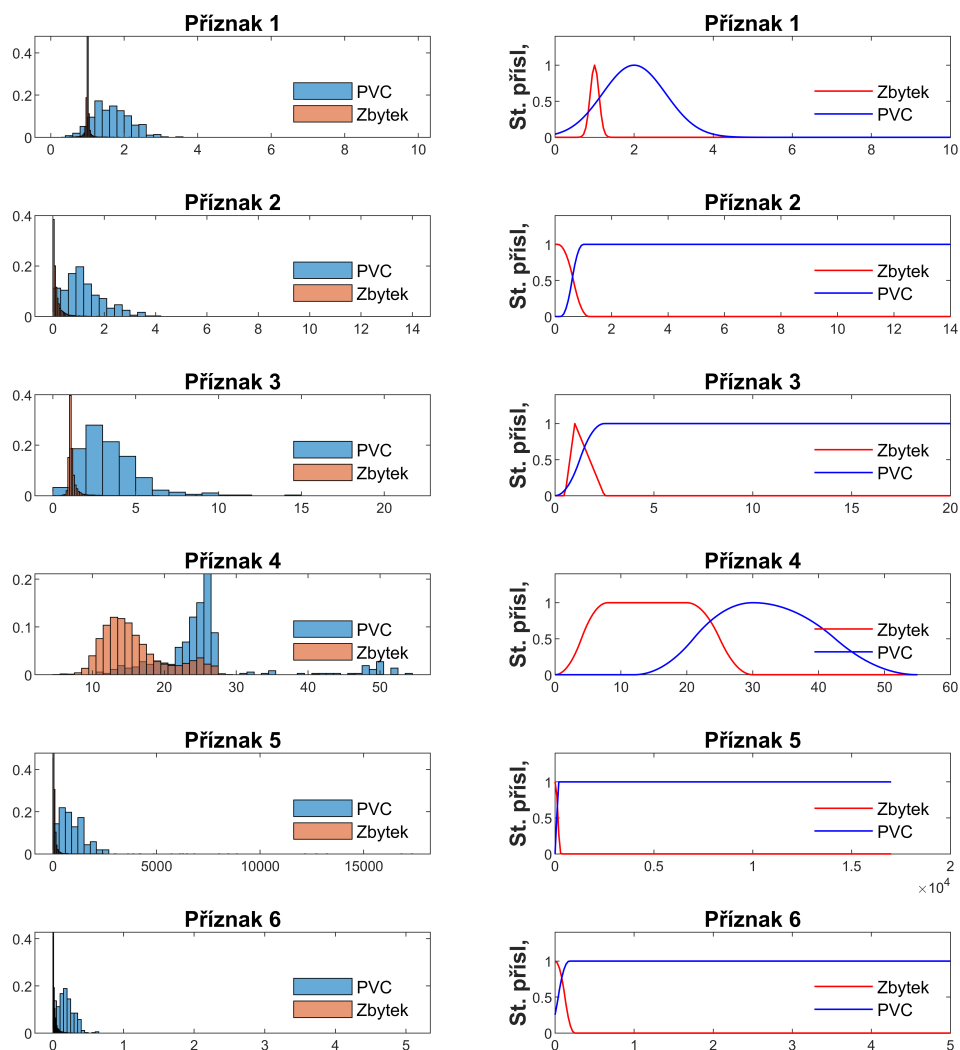 Příznak 1
0.4
0.2
0
0 2 4 6 8 10
PVC
Zbytek
Příznak 1
St. přísl,
1
0.5
0
0 2 4 6 8 10
Zbytek
PVC
Příznak 2
0.4
0.2
0
0 2 4 6 8 10 12 14
PVC
Zbytek
Příznak 2
St. přísl,
1
0.5
0
0 2 4 6 8 10 12 14
Zbytek
PVC
Příznak 3
0.4
0.2
0
0 5 10 15 20
PVC
Zbytek
Příznak 3
St. přísl,
1
0.5
0
0 5 10 15 20
Zbytek
PVC
Příznak 4
0.2
0.1
0
10 20 30 40 50
PVC
Zbytek
Příznak 4
St. přísl,
1
0.5
0
0 10 20 30 40 50 60
Zbytek
PVC
Příznak 5
0.4
0.2
0
0 5000 10000 15000
PVC
Zbytek
Příznak 5
St. přísl,
1
0.5
0
0 0.5 1 1.5 2
×10⁴
Zbytek
PVC
Příznak 6
0.4
0.2
0
0 1 2 3 4 5
PVC
Zbytek
Příznak 6
St. přísl,
1
0.5
0
0 1 2 3 4 5
Zbytek
PVC